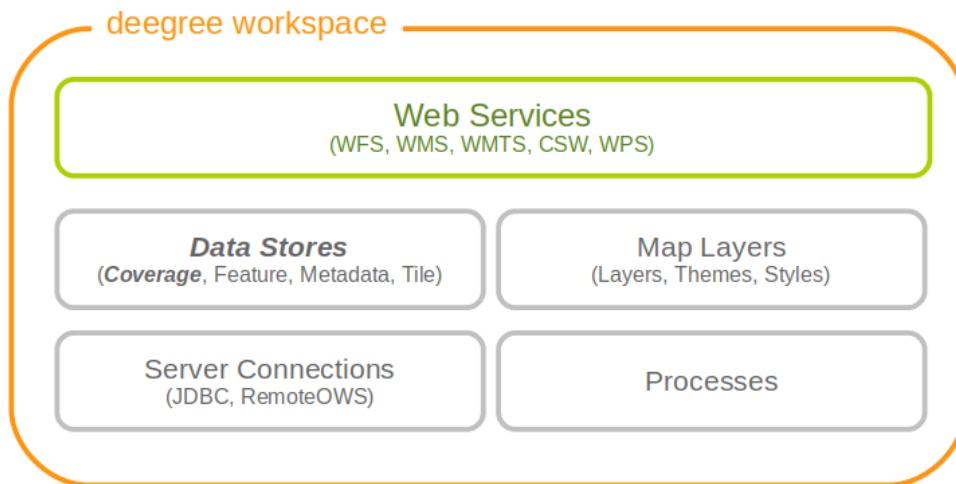 deegree workspace
Web Services
(WFS, WMS, WMTS, CSW, WPS)
Data Stores
(Coverage, Feature, Metadata, Tile)
Map Layers
(Layers, Themes, Styles)
Server Connections
(JDBC, RemoteOWS)
Processes